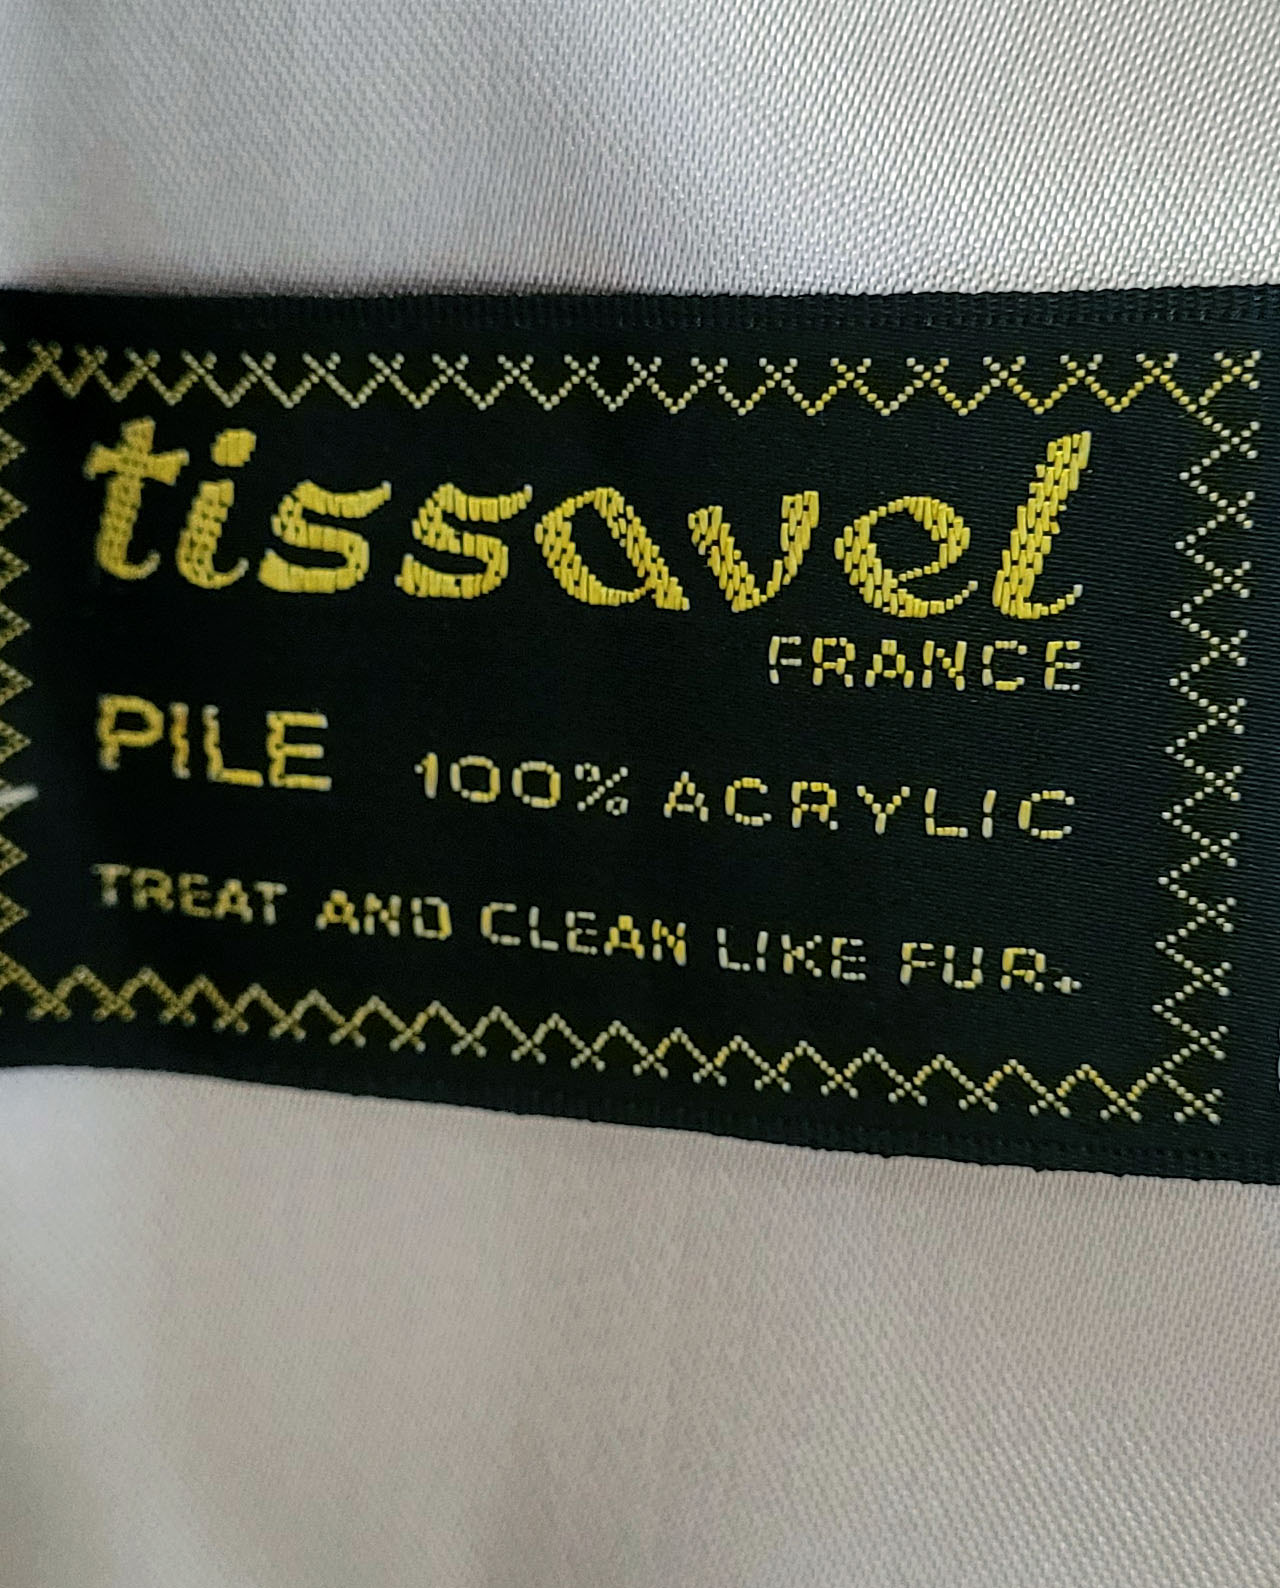 tissavel
FRANCE
PILE 100% ACRYLIC
TREAT AND CLEAN LIKE FUR.